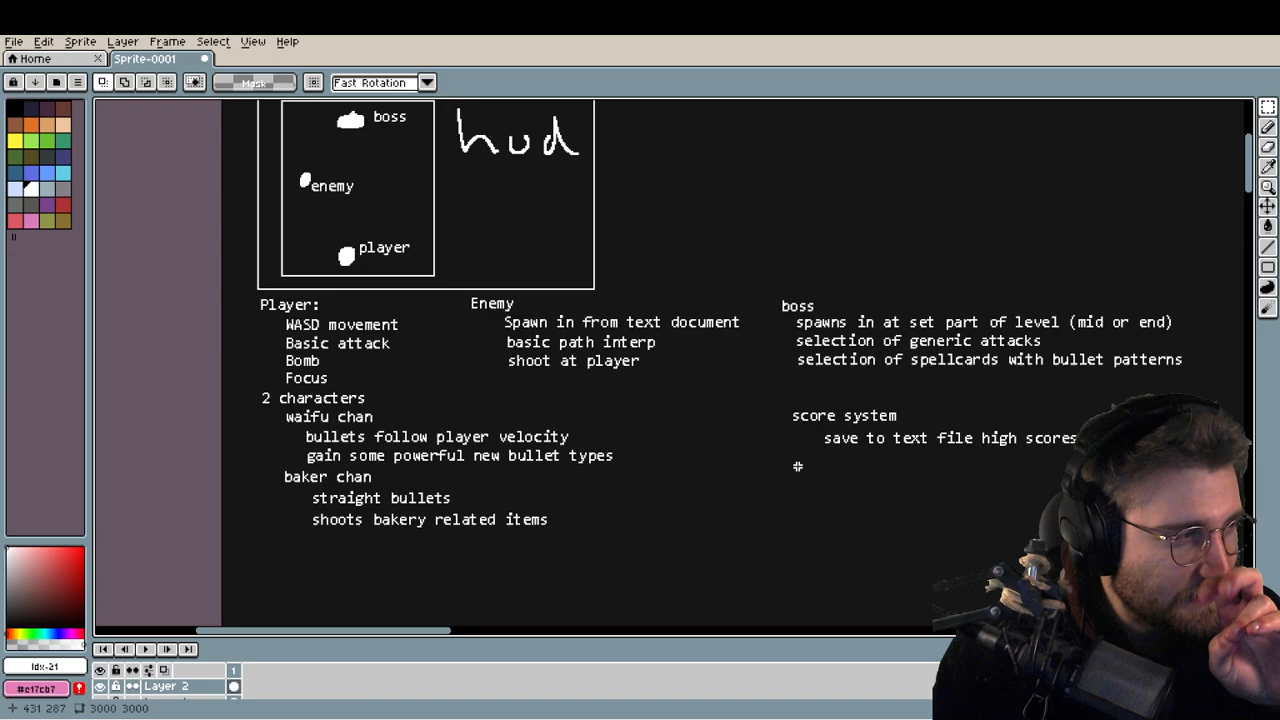 File Edit Sprite Layer Frame Select View Help
Home
Sprite-0001
Mask
Fast Rotation
boss
hud
enemy
player
Player:
WASD movement
Basic attack
Bomb
Focus
2 characters
waifu chan
bullets follow player velocity
gain some powerful new bullet types
baker chan
straight bullets
shoots bakery related items
Enemy
Spawn in from text document
basic path interp
shoot at player
boss
spawns in at set part of level (mid or end)
selection of generic attacks
selection of spellcards with bullet patterns
score system
save to text file high scores
Idx-21
1
Layer 2
431 287 3000 3000